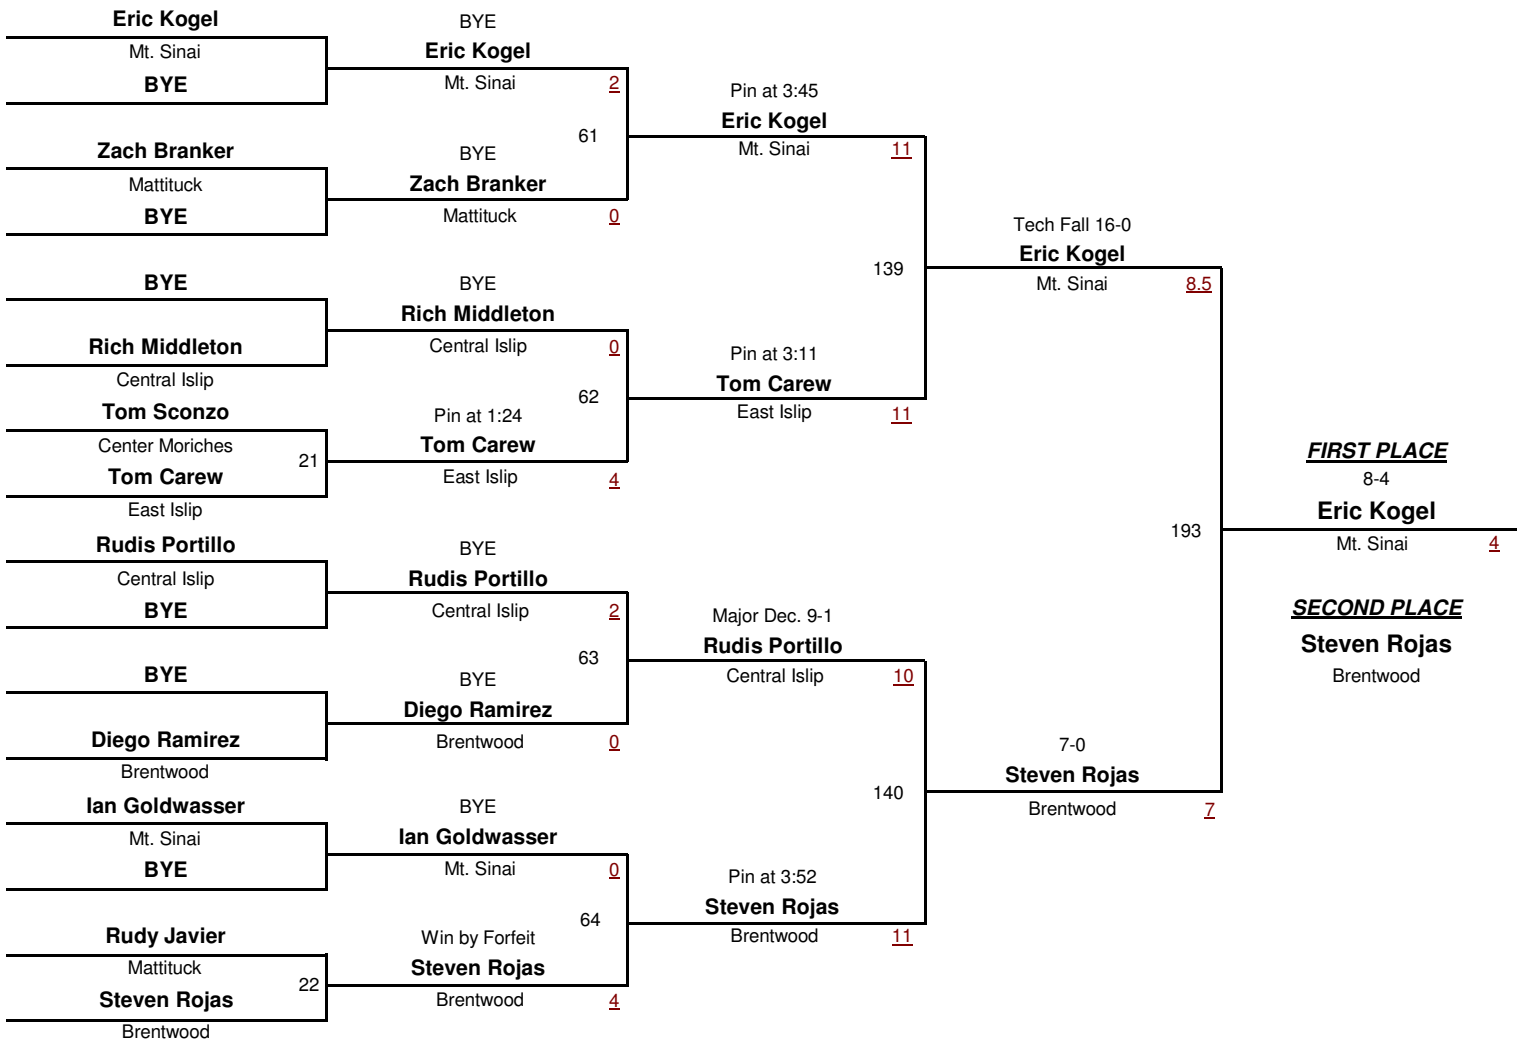 Eric Kogel
Mt. Sinai
BYE
Zach Branker
Mattituck
BYE
BYE
Rich Middleton
Central Islip
Tom Sconzo
Center Moriches
21
Tom Carew
East Islip
Rudis Portillo
Central Islip
BYE
BYE
Diego Ramirez
Brentwood
Ian Goldwasser
Mt. Sinai
BYE
Rudy Javier
Mattituck
22
Steven Rojas
Brentwood
BYE
Eric Kogel
Mt. Sinai
2
61
BYE
Zach Branker
Mattituck
0
BYE
Rich Middleton
Central Islip
0
62
Pin at 1:24
Tom Carew
East Islip
4
BYE
Rudis Portillo
Central Islip
2
63
BYE
Diego Ramirez
Brentwood
0
BYE
Ian Goldwasser
Mt. Sinai
0
64
Win by Forfeit
Steven Rojas
Brentwood
4
Pin at 3:45
Eric Kogel
Mt. Sinai
11
139
Pin at 3:11
Tom Carew
East Islip
11
Major Dec. 9-1
Rudis Portillo
Central Islip
10
140
Pin at 3:52
Steven Rojas
Brentwood
11
Tech Fall 16-0
Eric Kogel
Mt. Sinai
8.5
193
7-0
Steven Rojas
Brentwood
7
FIRST PLACE
8-4
Eric Kogel
Mt. Sinai
4
SECOND PLACE
Steven Rojas
Brentwood